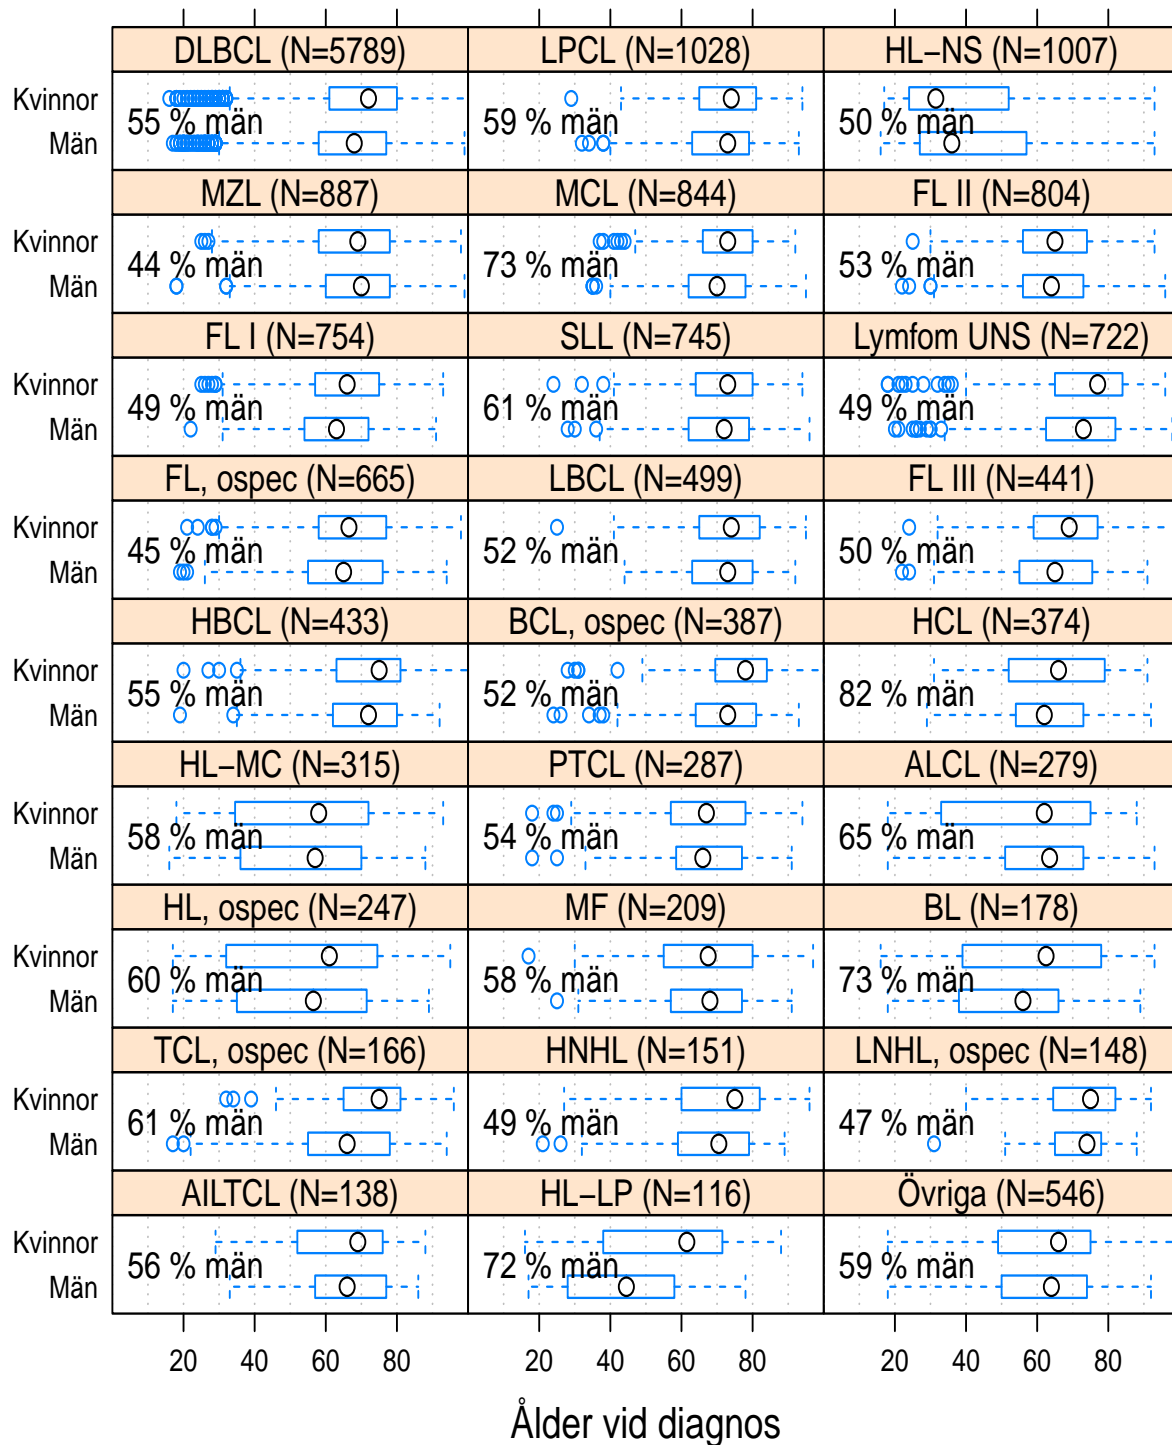 DLBCL (N=5789) LPCL (N=1028) HL−NS (N=1007)
Kvinnor
55 % män 59 % män 50 % män
Män
MZL (N=887) MCL (N=844) FL II (N=804)
Kvinnor
44 % män 73 % män 53 % män
Män
FL I (N=754) SLL (N=745) Lymfom UNS (N=722)
Kvinnor
49 % män 61 % män 49 % män
Män
FL, ospec (N=665) LBCL (N=499) FL III (N=441)
Kvinnor
45 % män 52 % män 50 % män
Män
HBCL (N=433) BCL, ospec (N=387) HCL (N=374)
Kvinnor
55 % män 52 % män 82 % män
Män
HL−MC (N=315) PTCL (N=287) ALCL (N=279)
Kvinnor
58 % män 54 % män 65 % män
Män
HL, ospec (N=247) MF (N=209) BL (N=178)
Kvinnor
60 % män 58 % män 73 % män
Män
TCL, ospec (N=166) HNHL (N=151) LNHL, ospec (N=148)
Kvinnor
61 % män 49 % män 47 % män
Män
AILTCL (N=138) HL−LP (N=116) Övriga (N=546)
Kvinnor
56 % män 72 % män 59 % män
Män
20 40 60 80 20 40 60 80 20 40 60 80
Ålder vid diagnos